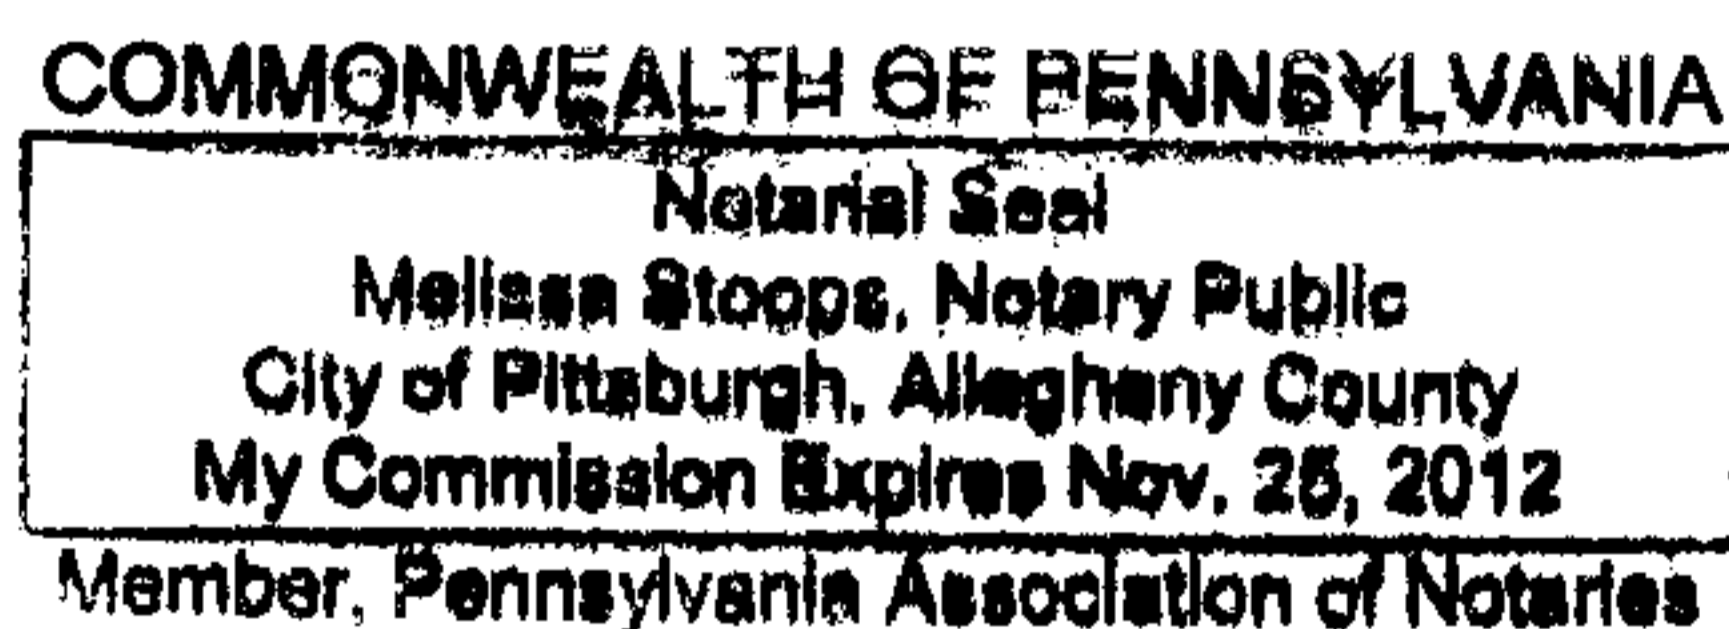 COMMONWEALTH OF PENNSYLVANIA
Notarial Seal
Melissa Stoops, Notary Public
City of Pittsburgh, Allegheny County
My Commission Expires Nov. 25, 2012
Member, Pennsylvania Association of Notaries